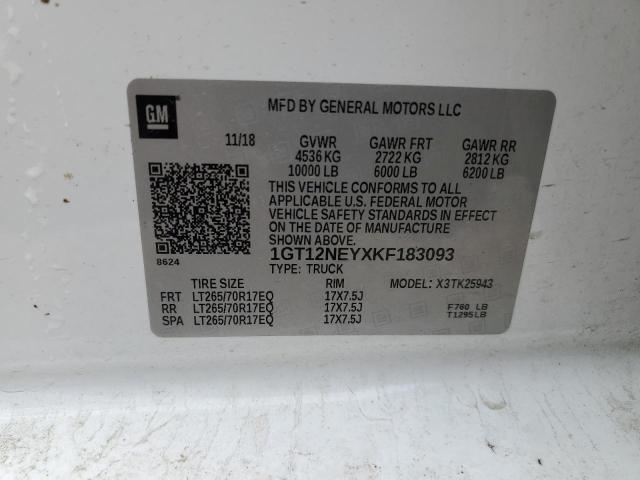 GM
MFD BY GENERAL MOTORS LLC
11/18 GVWR GAWR FRT GAWR RR
4536 KG 2722 KG 2812 KG
10000 LB 6000 LB 6200 LB
THIS VEHICLE CONFORMS TO ALL
APPLICABLE U.S. FEDERAL MOTOR
VEHICLE SAFETY STANDARDS IN EFFECT
ON THE DATE OF MANUFACTURE
SHOWN ABOVE.
8624
1GT12NEYXKF183093
TYPE: TRUCK
TIRE SIZE RIM MODEL: X3TK25943
FRT LT265/70R17EQ 17X7.5J
RR LT265/70R17EQ 17X7.5J
SPA LT265/70R17EQ 17X7.5J
F760 LB
T1295LB